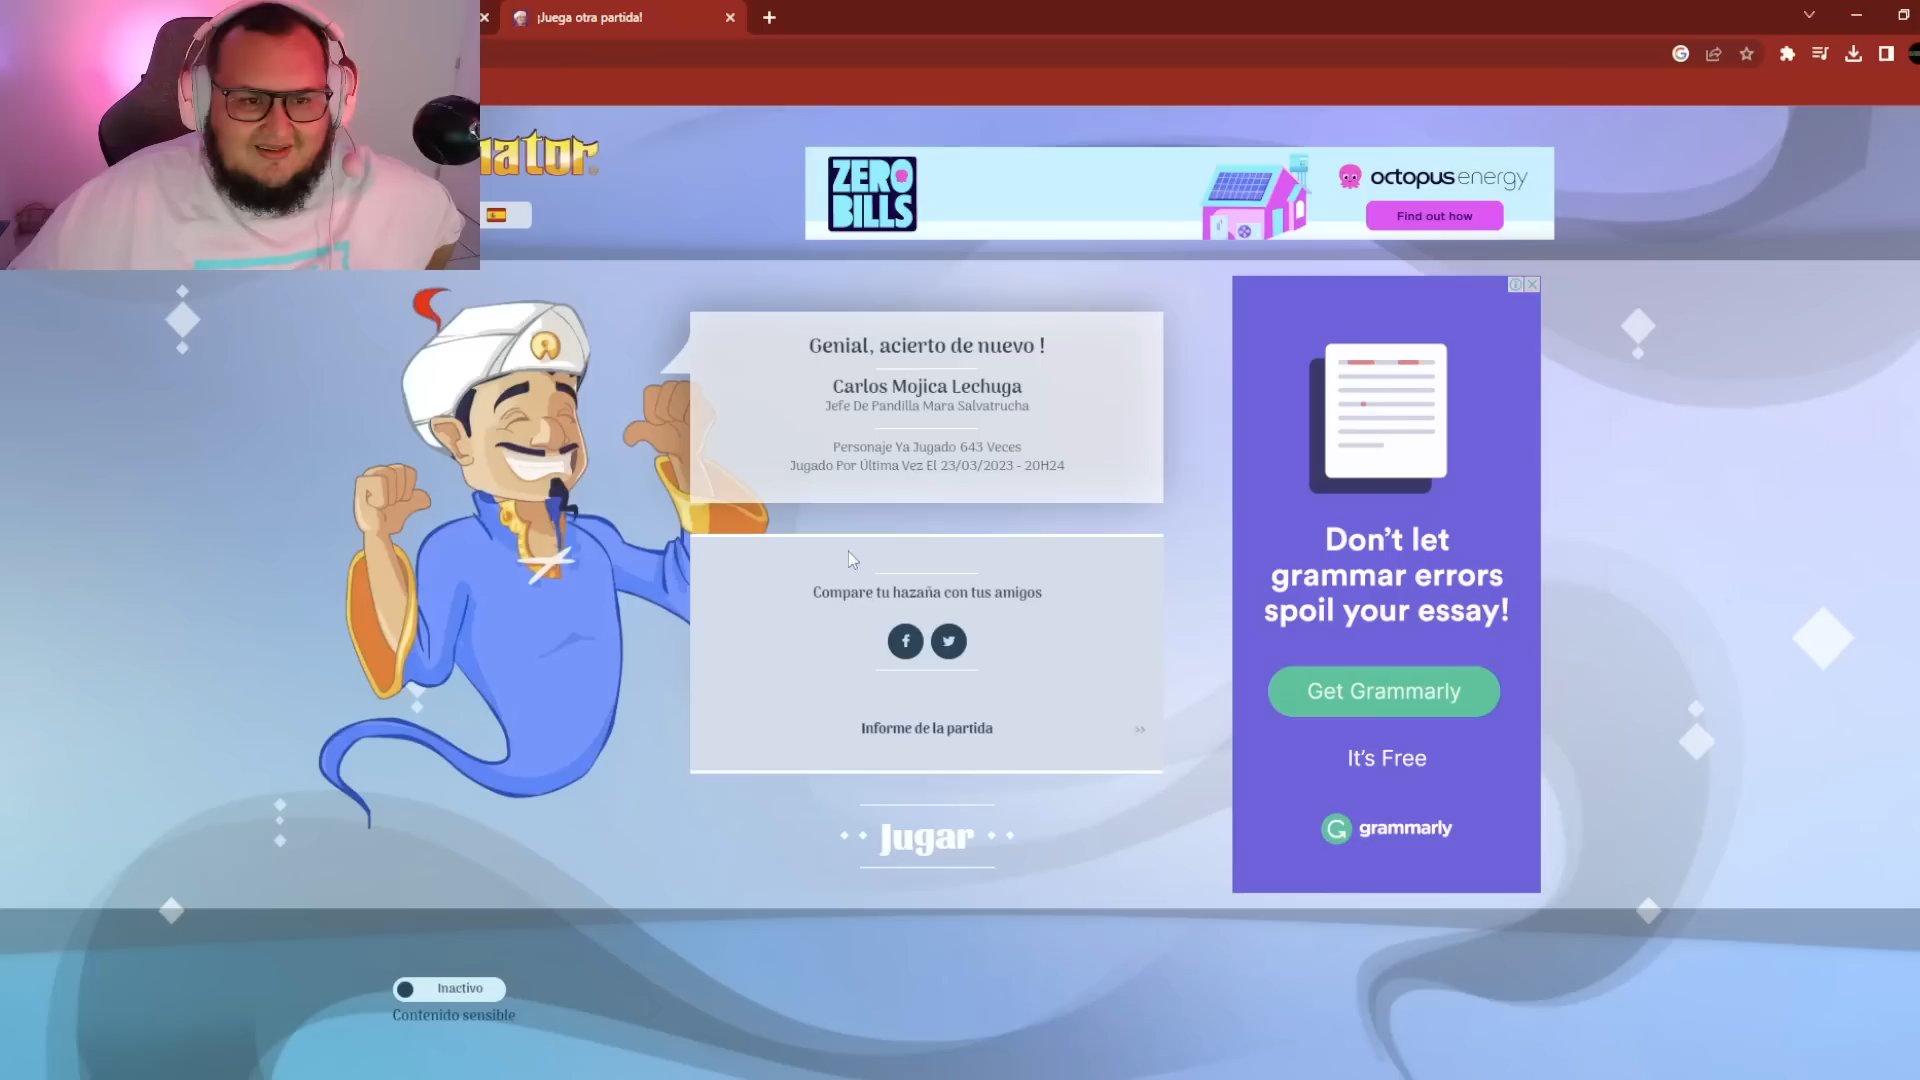 ¡Juega otra partida!
nator
ZERO
BILLS
octopus energy
Find out how
Genial, acierto de nuevo !
Carlos Mojica Lechuga
Jefe De Pandilla Mara Salvatrucha
Personaje Ya Jugado 643 Veces
Jugado Por Última Vez El 23/03/2023 - 20H24
Compare tu hazaña con tus amigos
Informe de la partida
>>
Jugar
Don't let
grammar errors
spoil your essay!
Get Grammarly
It's Free
grammarly
Inactivo
Contenido sensible